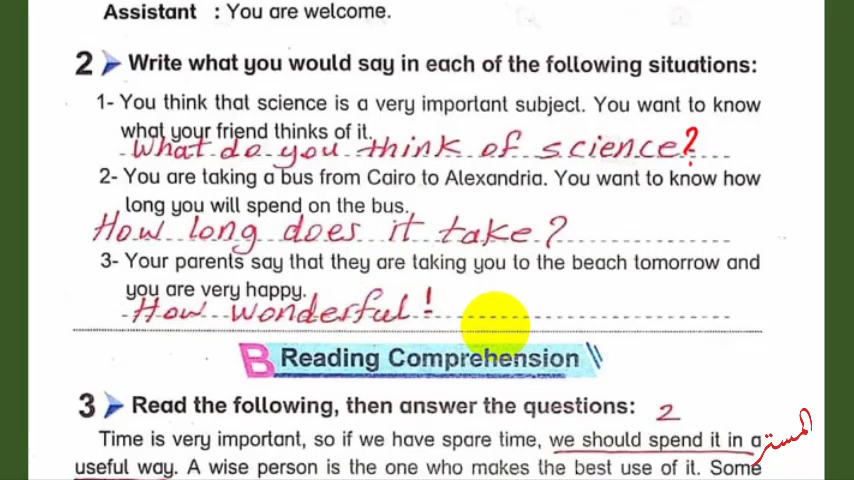 Assistant : You are welcome.
2 Write what you would say in each of the following situations:
1- You think that science is a very important subject. You want to know
what your friend thinks of it.
What do you think of science?
2- You are taking a bus from Cairo to Alexandria. You want to know how
long you will spend on the bus.
How long does it take?
3- Your parents say that they are taking you to the beach tomorrow and
you are very happy.
How wonderful!
B Reading Comprehension
3 Read the following, then answer the questions: 2
Time is very important, so if we have spare time, we should spend it in a
useful way. A wise person is the one who makes the best use of it. Some
المستر